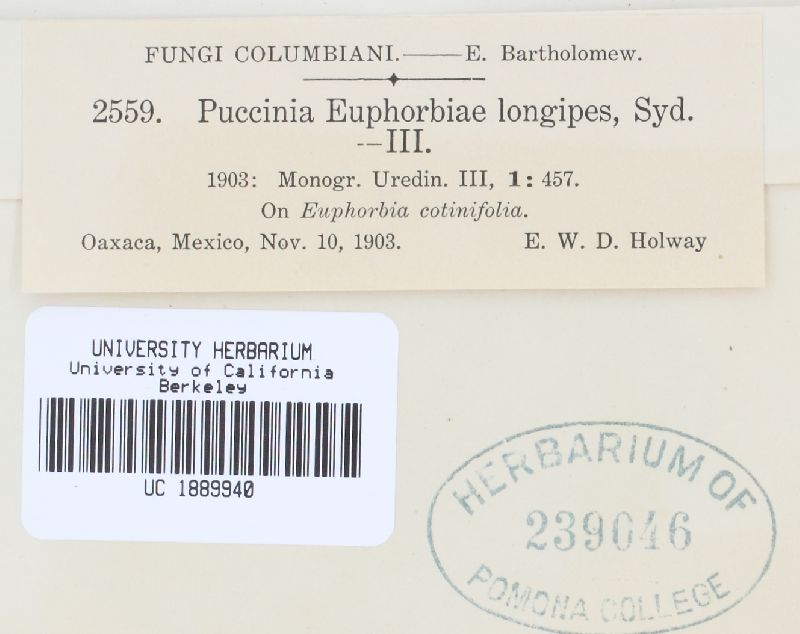 FUNGI COLUMBIANI.——E. Bartholomew.
2559. Puccinia Euphorbiae longipes, Syd.
—III.
1903: Monogr. Uredin. III, 1: 457.
On Euphorbia cotinifolia.
Oaxaca, Mexico, Nov. 10, 1903. E. W. D. Holway
UNIVERSITY HERBARIUM
University of California
Berkeley
UC 1889940
HERBARIUM OF
239046
POMONA COLLEGE